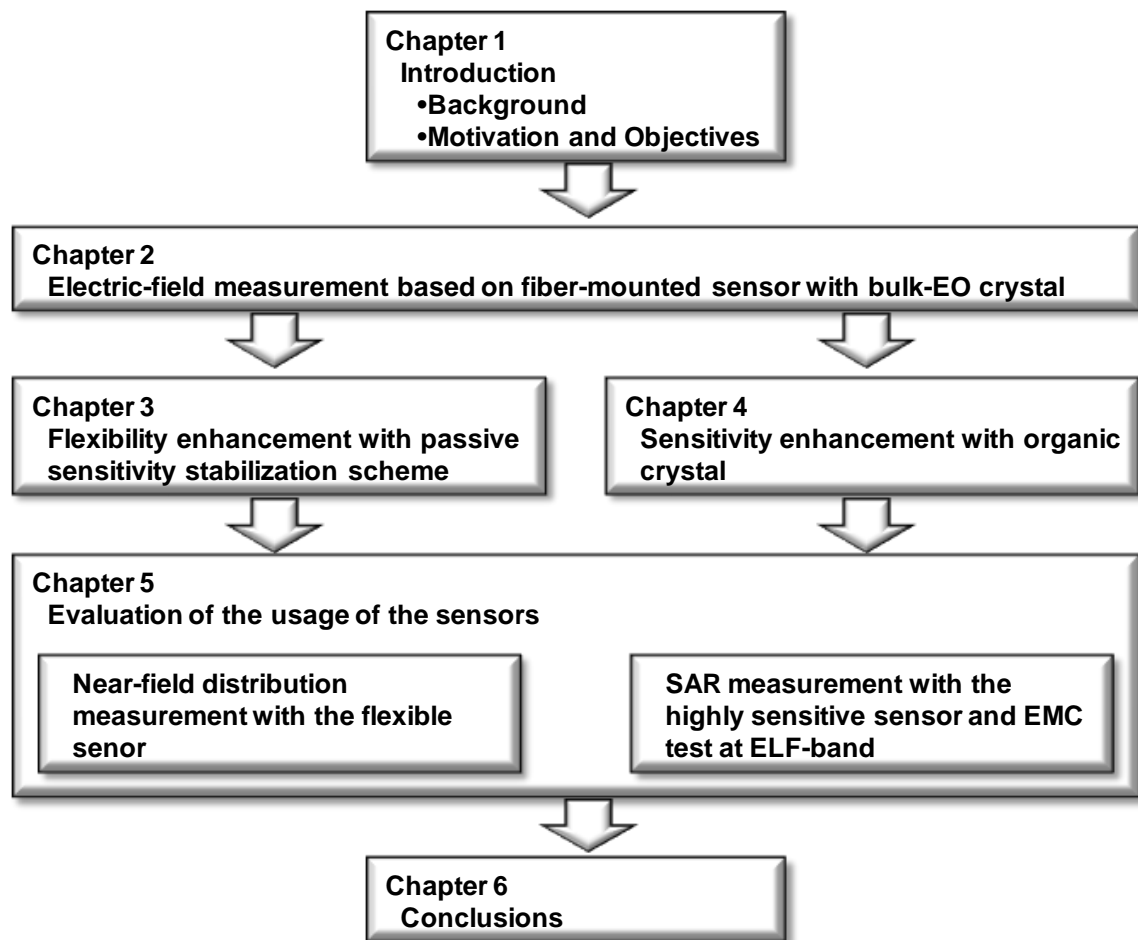 Chapter 1
Introduction
•Background
•Motivation and Objectives
Chapter 2
Electric-field measurement based on fiber-mounted sensor with bulk-EO crystal
Chapter 3
Flexibility enhancement with passive
sensitivity stabilization scheme
Chapter 4
Sensitivity enhancement with organic
crystal
Chapter 5
Evaluation of the usage of the sensors
Near-field distribution
measurement with the flexible
senor
SAR measurement with the
highly sensitive sensor and EMC
test at ELF-band
Chapter 6
Conclusions